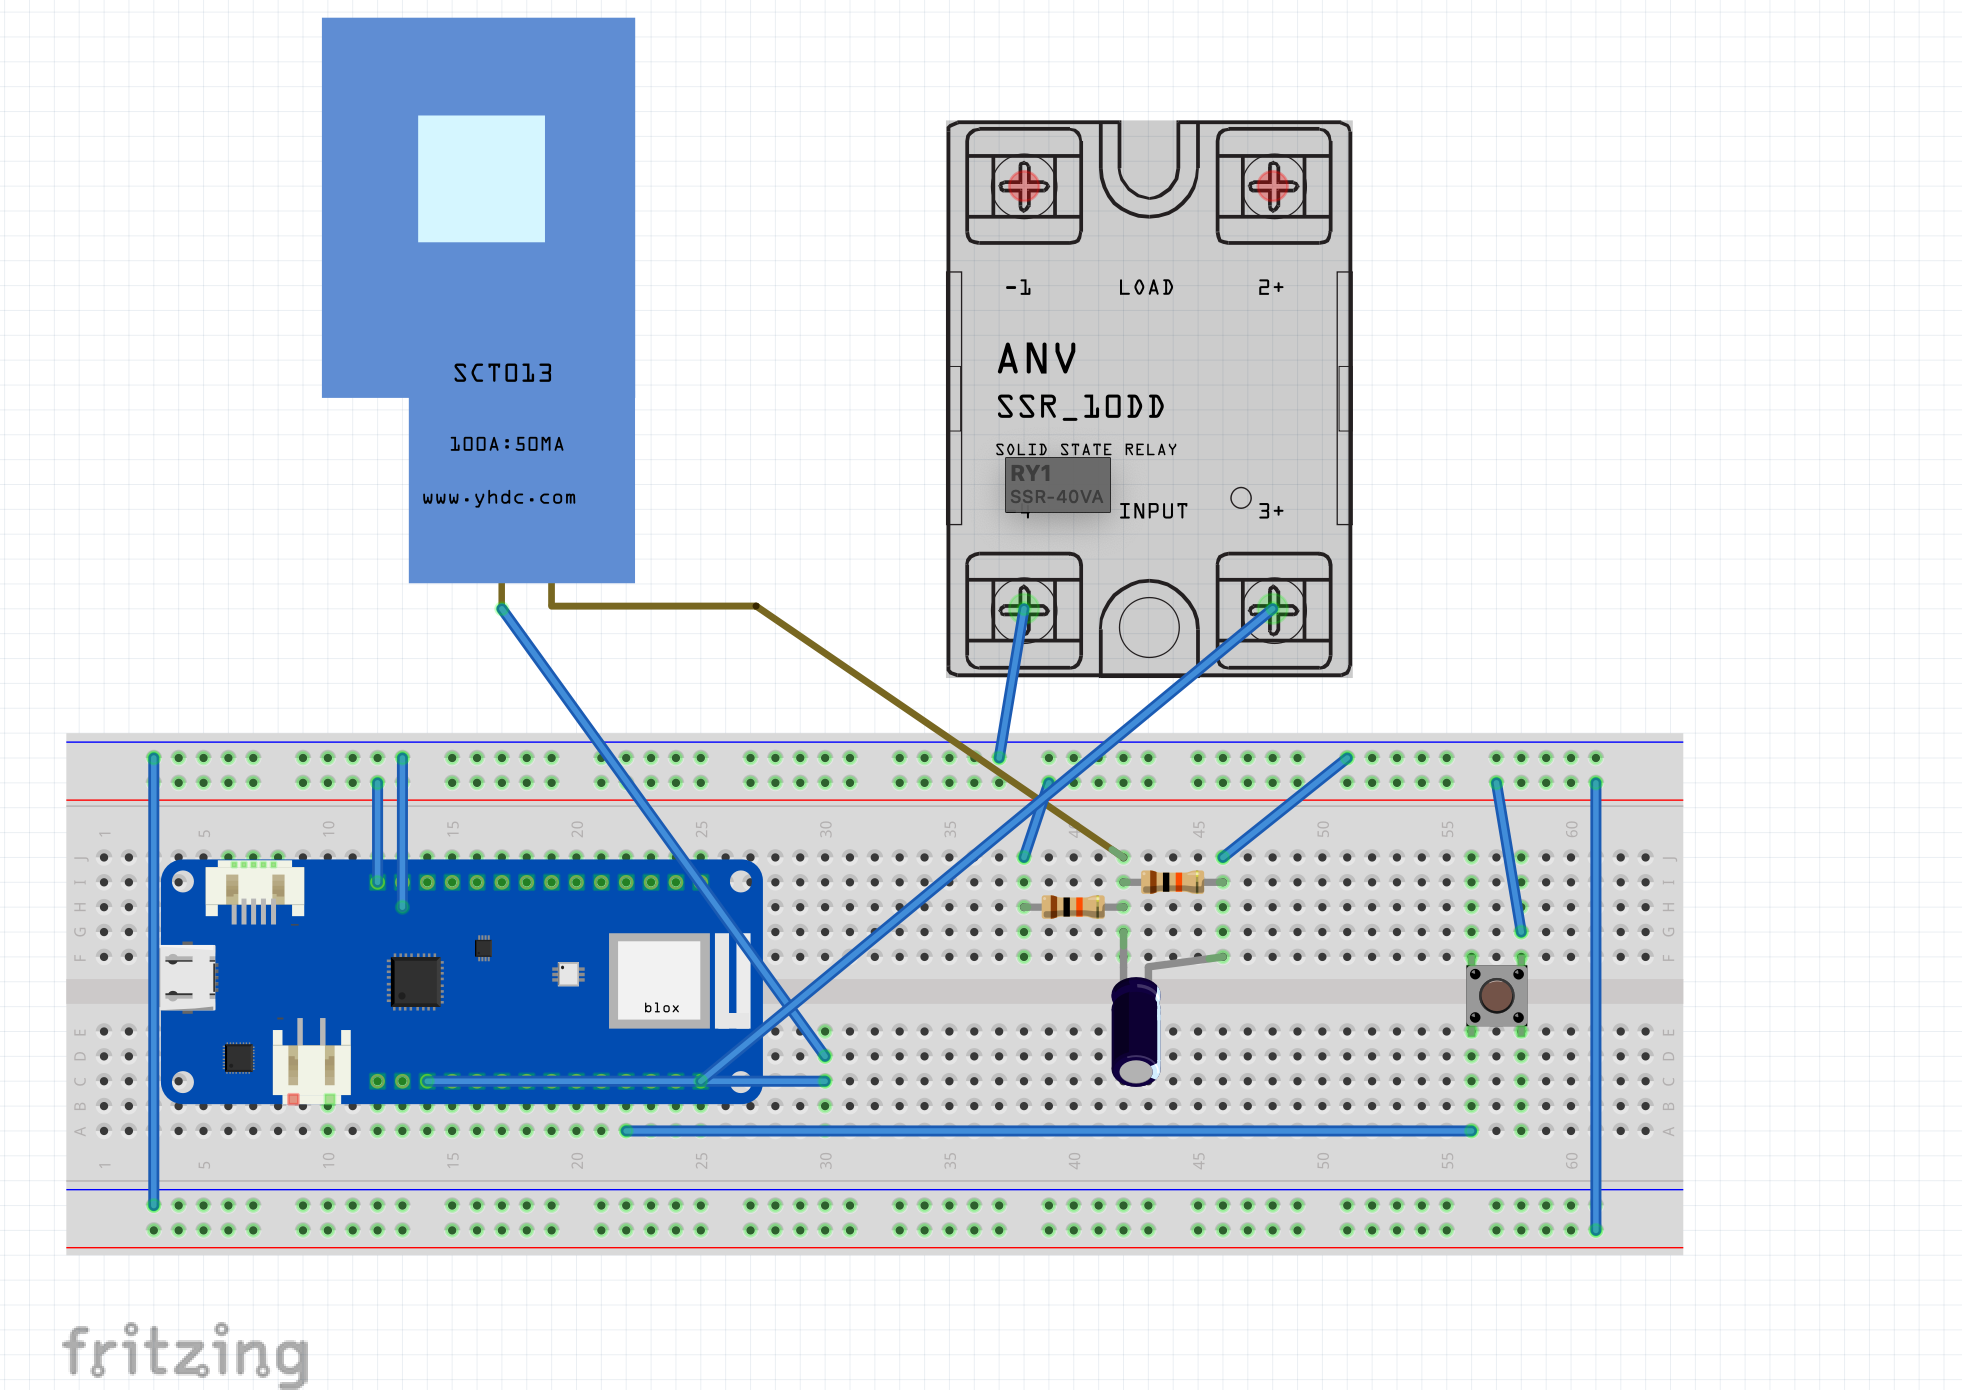 SCT013
100A:50MA
www.yhdc.com
-1 LOAD 2+
ANV
SSR_10DD
SOLID STATE RELAY
RY1
SSR-40VA
INPUT 3+
1 5 10 15 20 25 30 35 40 45 50 55 60
J J
I I
H H
G G
F F
blox
E E
D D
C C
B B
A A
1 5 10 15 20 25 30 35 40 45 50 55 60
fritzing